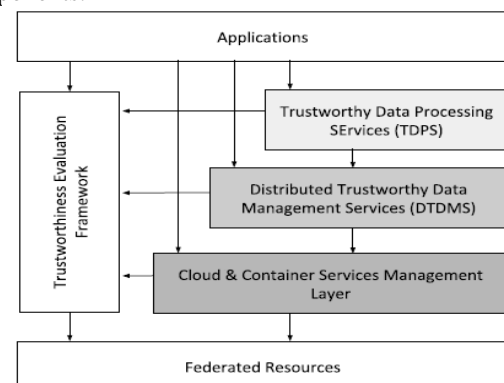 Applications
Trustworthiness Evaluation
Framework
Trustworthy Data Processing
SErvices (TDPS)
Distributed Trustworthy Data
Management Services (DTDMS)
Cloud & Container Services Management
Layer
Federated Resources